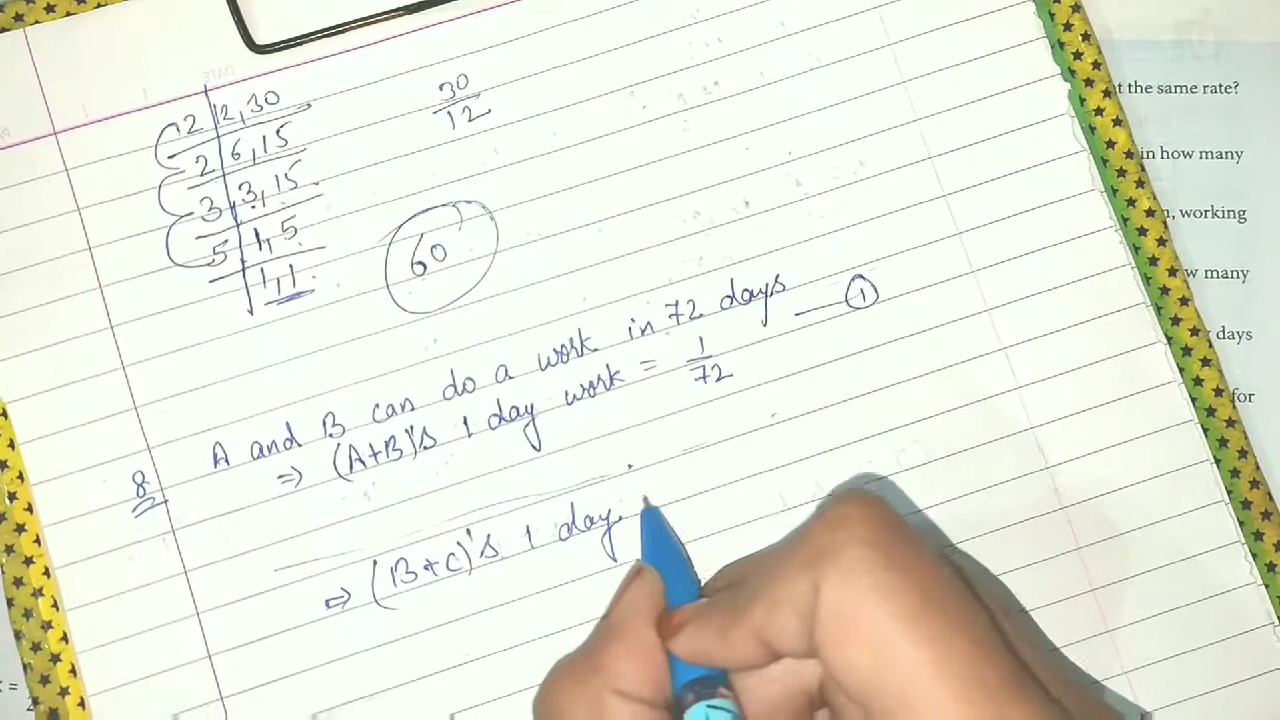 DATE
2 12,30
2 6,15
3 3,15
5 1,5
1,1
30
12
60
8 A and B can do a work in 72 days — ①
⇒ (A+B)'s 1 day work = 1/72
⇒ (B+C)'s 1 day
t the same rate?
in how many
, working
w many
days
for
=